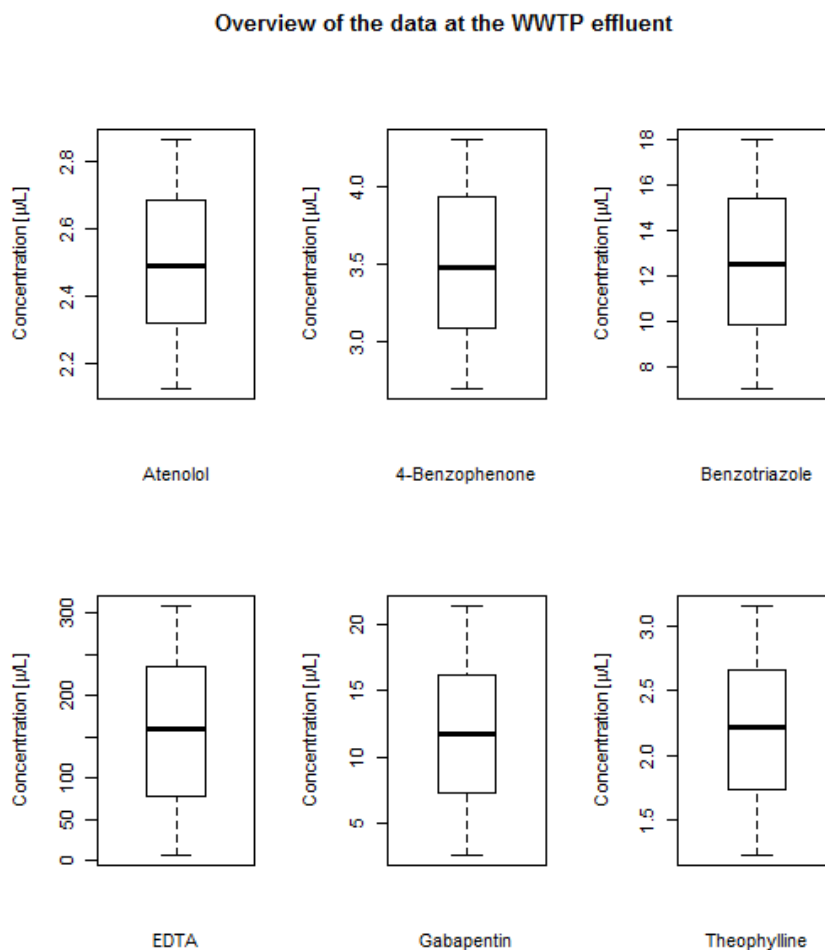 Overview of the data at the WWTP effluent
Concentration [µ/L]
2.2 2.4 2.6 2.8
Atenolol
Concentration [µ/L]
3.0 3.5 4.0
4-Benzophenone
Concentration [µ/L]
8 10 12 14 16 18
Benzotriazole
Concentration [µ/L]
0 50 100 200 300
EDTA
Concentration [µ/L]
5 10 15 20
Gabapentin
Concentration [µ/L]
1.5 2.0 2.5 3.0
Theophylline